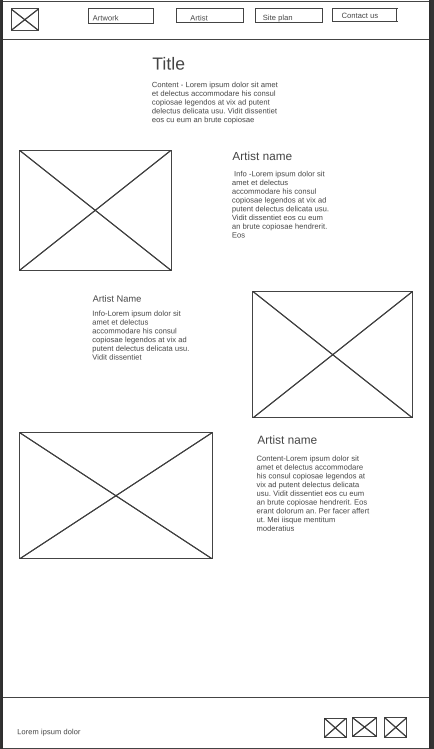 Artwork
Artist
Site plan
Contact us
Title
Content - Lorem ipsum dolor sit amet
et delectus accommodare his consul
copiosae legendos at vix ad putent
delectus delicata usu. Vidit dissentiet
eos cu eum an brute copiosae
Artist name
Info -Lorem ipsum dolor sit
amet et delectus
accommodare his consul
copiosae legendos at vix ad
putent delectus delicata usu.
Vidit dissentiet eos cu eum
an brute copiosae hendrerit.
Eos
Artist Name
Info-Lorem ipsum dolor sit
amet et delectus
accommodare his consul
copiosae legendos at vix ad
putent delectus delicata usu.
Vidit dissentiet
Artist name
Content-Lorem ipsum dolor sit
amet et delectus accommodare
his consul copiosae legendos at
vix ad putent delectus delicata
usu. Vidit dissentiet eos cu eum
an brute copiosae hendrerit. Eos
erant dolorum an. Per facer affert
ut. Mei iisque mentitum
moderatius
Lorem ipsum dolor